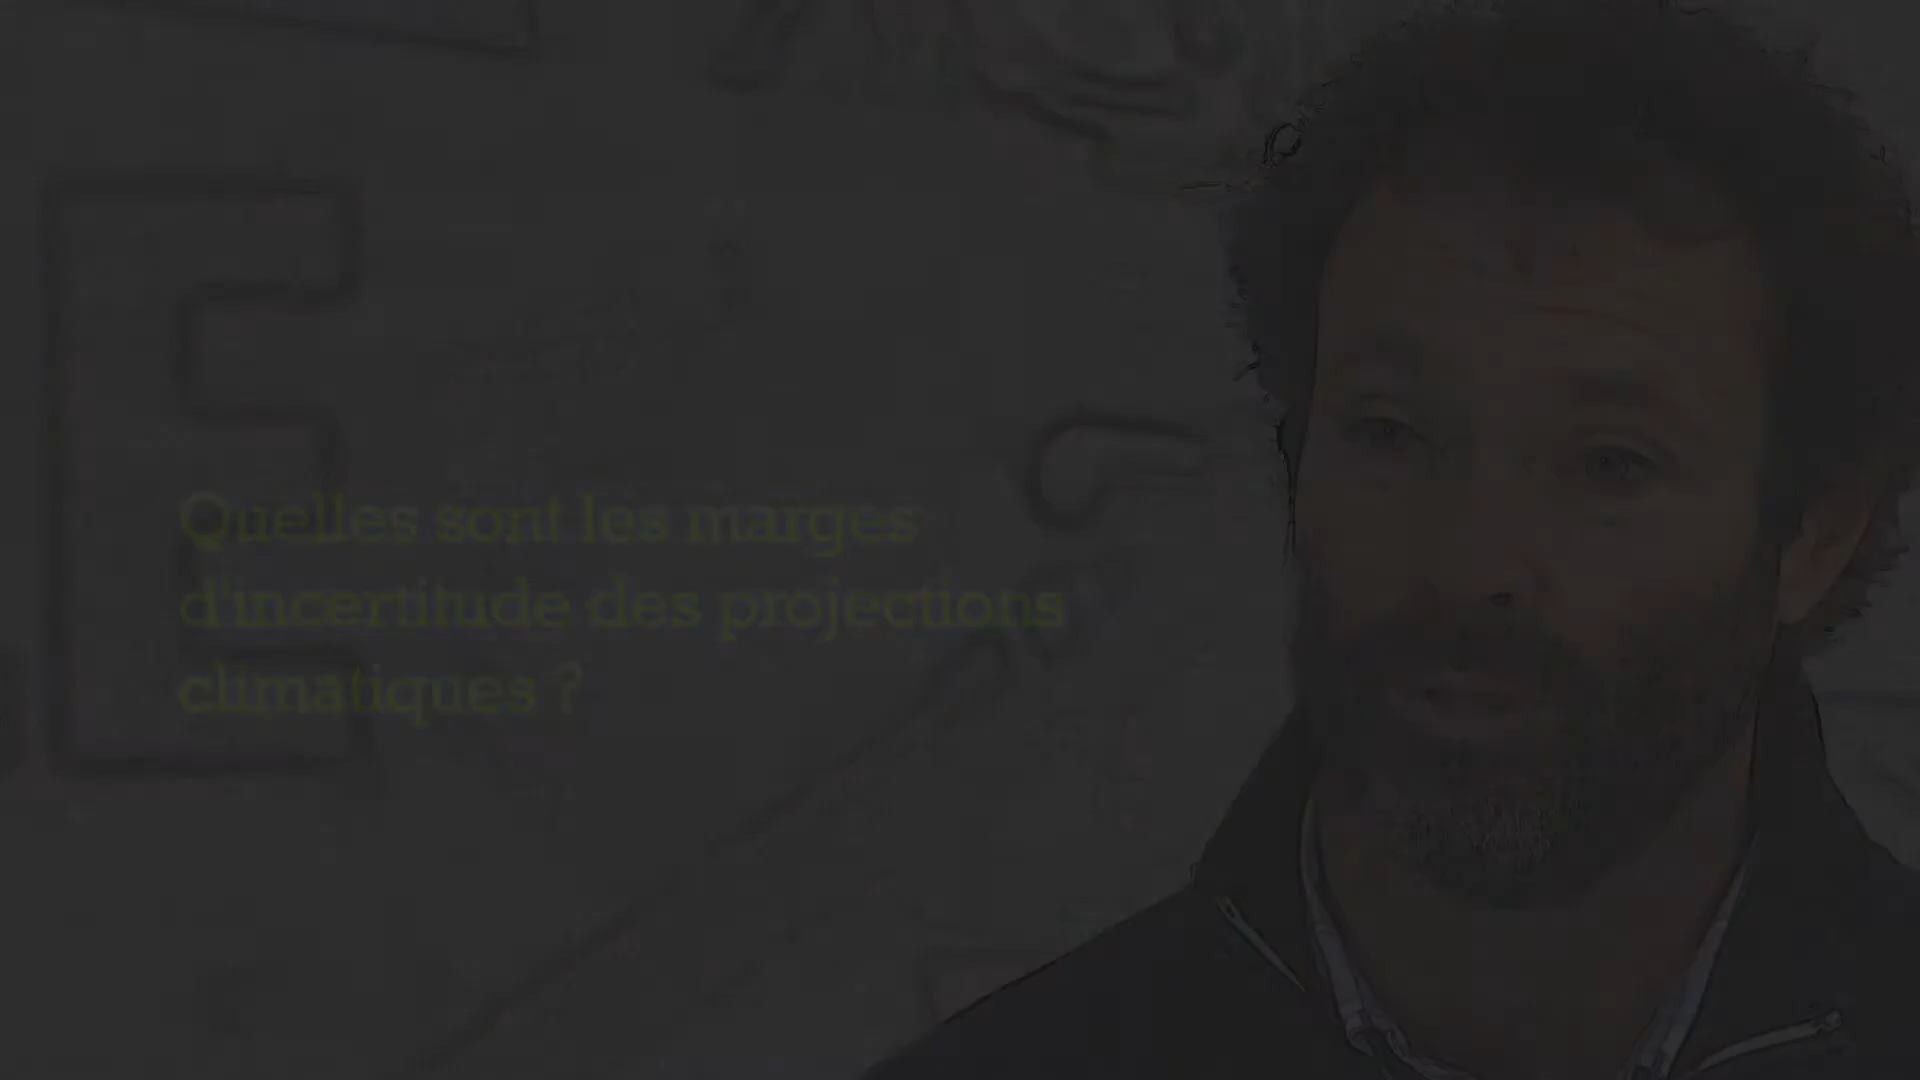 E
Quelles sont les marges
d'incertitude des projections
climatiques ?